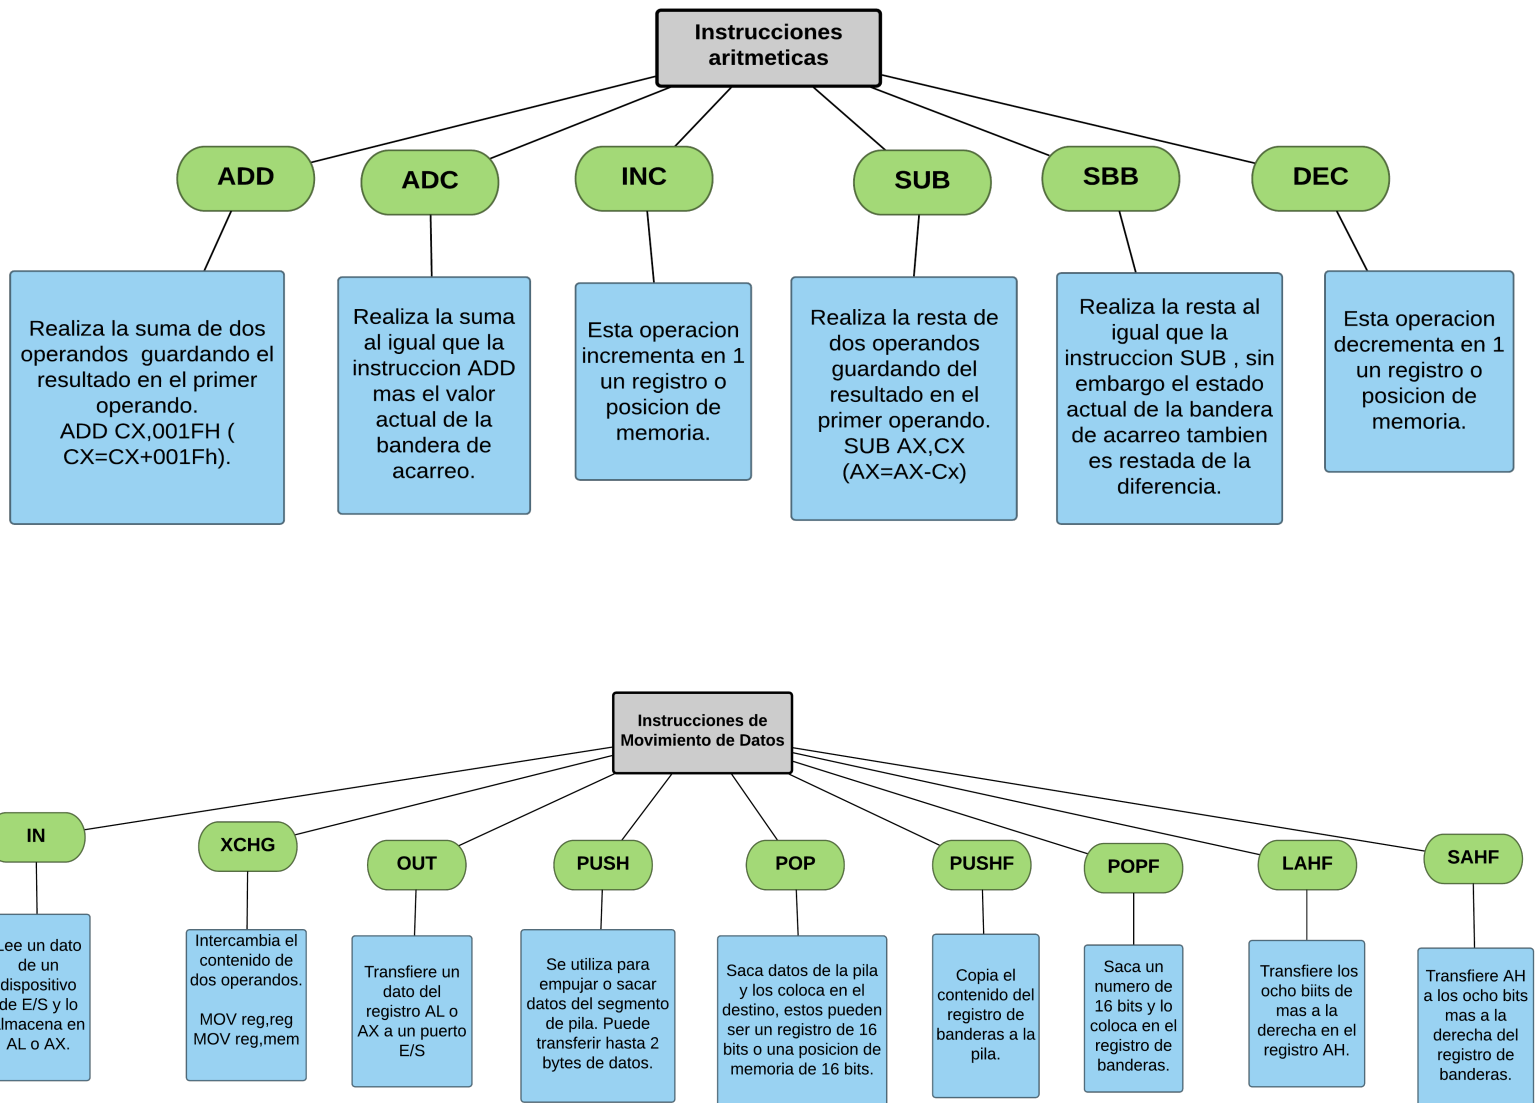 Instrucciones
aritmeticas
ADD
ADC
INC
SUB
SBB
DEC
Realiza la suma de dos
operandos  guardando el
resultado en el primer
operando.
ADD CX,001FH (
CX=CX+001Fh).
Realiza la suma
al igual que la
instruccion ADD
mas el valor
actual de la
bandera de
acarreo.
Esta operacion
incrementa en 1
un registro o
posicion de
memoria.
Realiza la resta de
dos operandos
guardando del
resultado en el
primer operando.
SUB AX,CX
(AX=AX-Cx)
Realiza la resta al
igual que la
instruccion SUB , sin
embargo el estado
actual de la bandera
de acarreo tambien
es restada de la
diferencia.
Esta operacion
decrementa en 1
un registro o
posicion de
memoria.
Instrucciones de
Movimiento de Datos
IN
XCHG
OUT
PUSH
POP
PUSHF
POPF
LAHF
SAHF
Lee un dato
de un
dispositivo
de E/S y lo
almacena en
AL o AX.
Intercambia el
contenido de
dos operandos.
MOV reg,reg
MOV reg,mem
Transfiere un
dato del
registro AL o
AX a un puerto
E/S
Se utiliza para
empujar o sacar
datos del segmento
de pila. Puede
transferir hasta 2
bytes de datos.
Saca datos de la pila
y los coloca en el
destino, estos pueden
ser un registro de 16
bits o una posicion de
memoria de 16 bits.
Copia el
contenido del
registro de
banderas a la
pila.
Saca un
numero de
16 bits y lo
coloca en el
registro de
banderas.
Transfiere los
ocho biits de
mas a la
derecha en el
registro AH.
Transfiere AH
a los ocho bits
mas a la
derecha del
registro de
banderas.